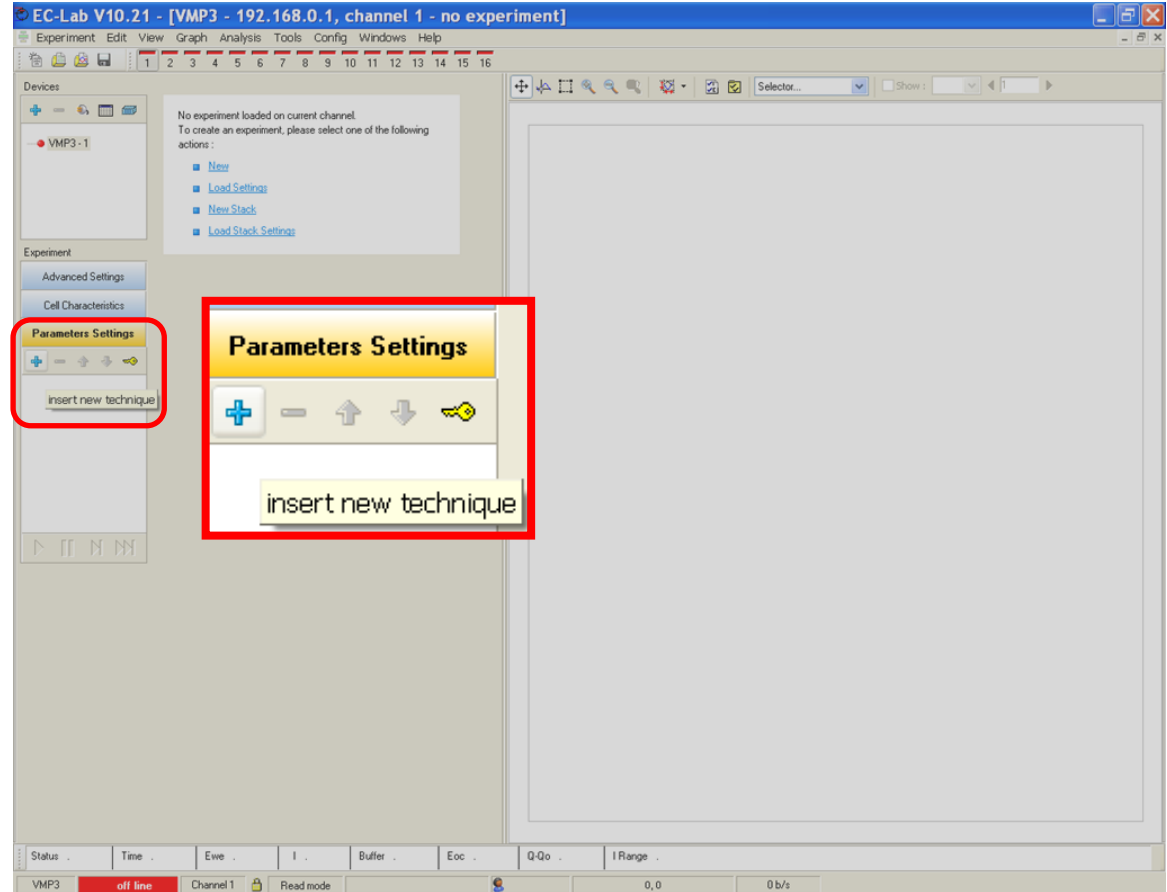 EC-Lab V10.21 - [VMP3 - 192.168.0.1, channel 1 - no experiment]
Experiment Edit View Graph Analysis Tools Config Windows Help
1 2 3 4 5 6 7 8 9 10 11 12 13 14 15 16
Devices
VMP3 - 1
No experiment loaded on current channel.
To create an experiment, please select one of the following
actions :
New
Load Settings
New Stack
Load Stack Settings
Selector... Show : 1
Experiment
Advanced Settings
Cell Characteristics
Parameters Settings
insert new technique
Parameters Settings
insert new technique
Status . Time . Ewe . I . Buffer . Eoc . Q-Qo . I Range .
VMP3 off line Channel 1 Read mode 0, 0 0 b/s